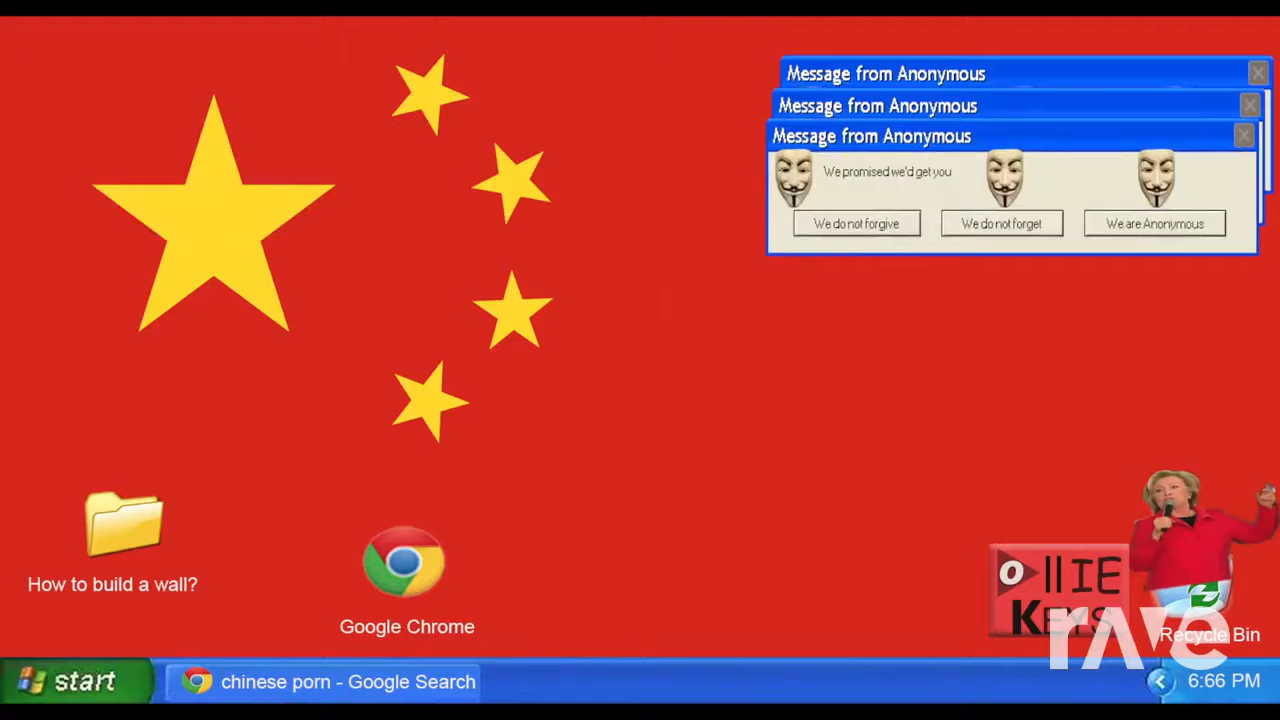 Message from Anonymous
Message from Anonymous
Message from Anonymous
We promised we'd get you
We do not forgive
We do not forget
We are Anonymous
How to build a wall?
Google Chrome
OLLIE
KEYS
rave
Recycle Bin
start
chinese porn - Google Search
6:66 PM